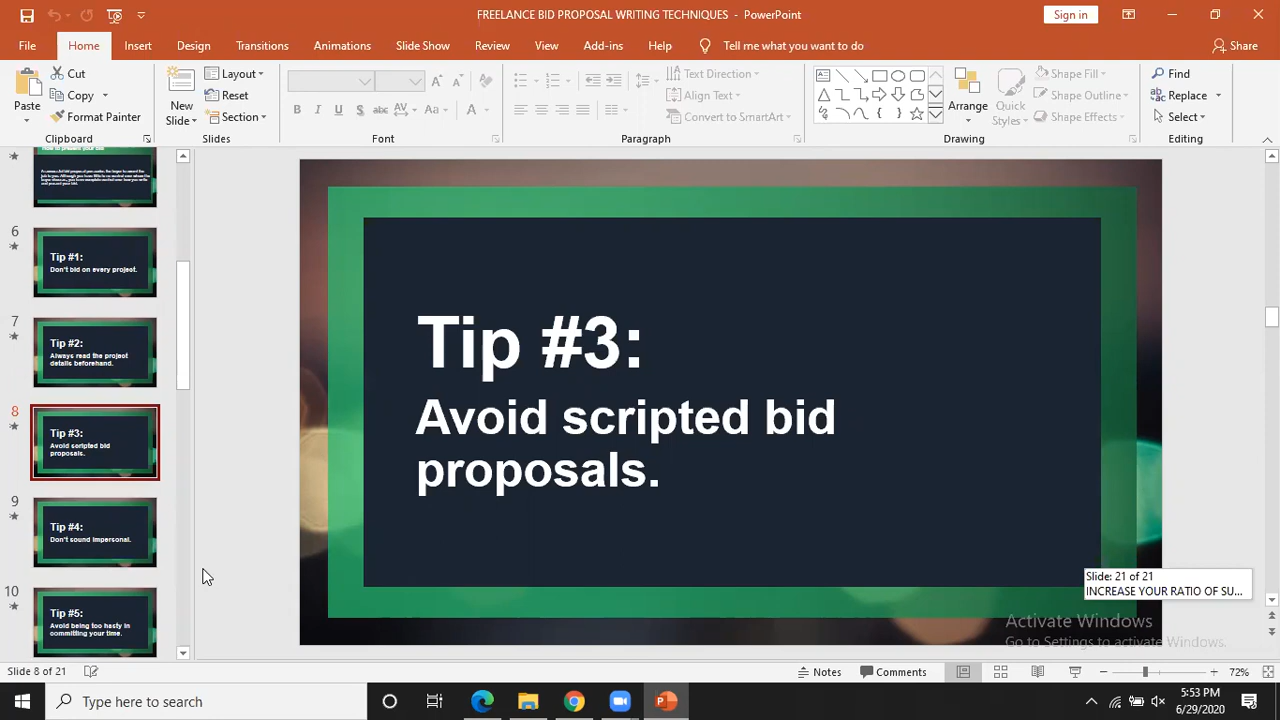 FREELANCE BID PROPOSAL WRITING TECHNIQUES - PowerPoint
Sign in
File Home Insert Design Transitions Animations Slide Show Review View Add-ins Help Tell me what you want to do Share
Paste
Cut
Copy
Format Painter
Clipboard
New
Slide
Layout
Reset
Section
Slides
B I U S abc AV Aa A
Font
Text Direction
Align Text
Convert to SmartArt
Paragraph
Arrange
Quick
Styles
Shape Fill
Shape Outline
Shape Effects
Drawing
Find
Replace
Select
Editing
6
Tip #1:
Don't bid on every project.
7
Tip #2:
Always read the project
details beforehand.
8
Tip #3:
Avoid scripted bid
proposals.
9
Tip #4:
Don't sound impersonal.
10
Tip #5:
Avoid being too hasty in
committing your time.
Tip #3:
Avoid scripted bid
proposals.
Slide: 21 of 21
INCREASE YOUR RATIO OF SU...
Activate Windows
Go to Settings to activate Windows.
Slide 8 of 21
Notes
Comments
72%
Type here to search
5:53 PM
6/29/2020